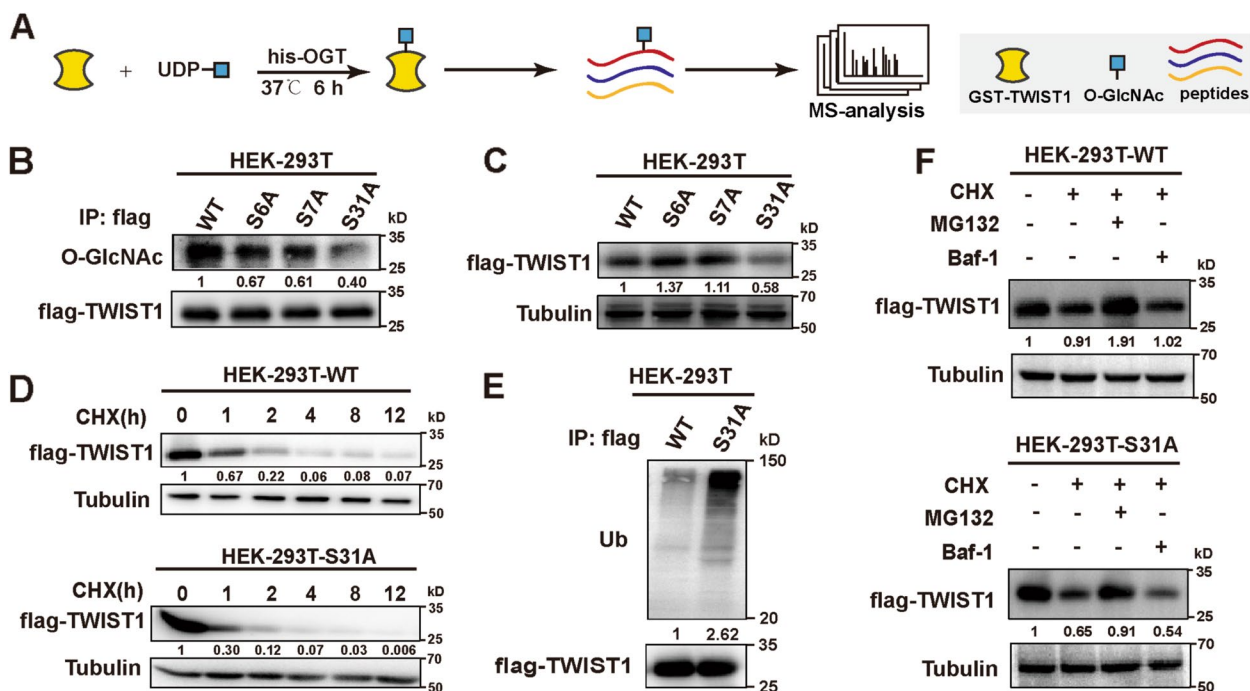 A
UDP
his-OGT
37℃ 6 h
MS-analysis
GST-TWIST1 O-GlcNAc peptides
B
HEK-293T
IP: flag
WT S6A S7A S31A
kD
O-GlcNAc
35
25
1 0.67 0.61 0.40
flag-TWIST1
35
25
C
HEK-293T
WT S6A S7A S31A
kD
flag-TWIST1
35
25
1 1.37 1.11 0.58
Tubulin
70
50
D
HEK-293T-WT
CHX(h) 0 1 2 4 8 12 kD
flag-TWIST1
35
25
1 0.67 0.22 0.06 0.08 0.07
Tubulin
70
50
HEK-293T-S31A
CHX(h) 0 1 2 4 8 12 kD
flag-TWIST1
35
25
1 0.30 0.12 0.07 0.03 0.006
Tubulin
70
50
E
HEK-293T
IP: flag WT S31A kD
150
Ub
20
1 2.62
flag-TWIST1
35
25
F
HEK-293T-WT
CHX - + + +
MG132 - - + -
Baf-1 - - - +
kD
flag-TWIST1
35
25
1 0.91 1.91 1.02
Tubulin
70
50
HEK-293T-S31A
CHX - + + +
MG132 - - + -
Baf-1 - - - +
kD
flag-TWIST1
35
25
1 0.65 0.91 0.54
Tubulin
70
50